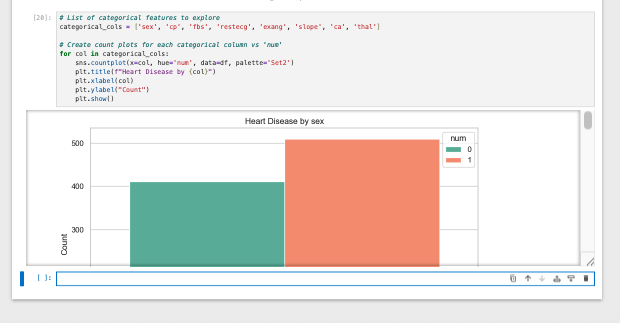 [20]:
# List of categorical features to explore
categorical_cols = ['sex', 'cp', 'fbs', 'restecg', 'exang', 'slope', 'ca', 'thal']
# Create count plots for each categorical column vs 'num'
for col in categorical_cols:
    sns.countplot(x=col, hue='num', data=df, palette='Set2')
    plt.title(f"Heart Disease by {col}")
    plt.xlabel(col)
    plt.ylabel("Count")
    plt.show()
Heart Disease by sex
num
0
1
500
400
300
Count
[ ]: